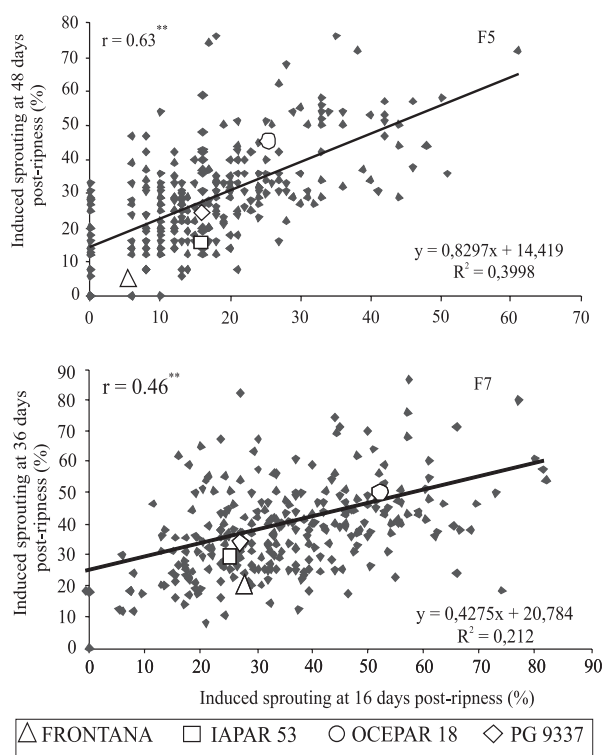 80
70
60
50
40
30
20
10
0
r = 0.63**
F5
y = 0,8297x + 14,419
R² = 0,3998
Induced sprouting at 48 days
post-ripness (%)
0 10 20 30 40 50 60 70
90
80
70
60
50
40
30
20
10
0
r = 0.46**
F7
y = 0,4275x + 20,784
R² = 0,212
Induced sprouting at 36 days
post-ripness (%)
0 10 20 30 40 50 60 70 80 90
Induced sprouting at 16 days post-ripness (%)
FRONTANA IAPAR 53 OCEPAR 18 PG 9337